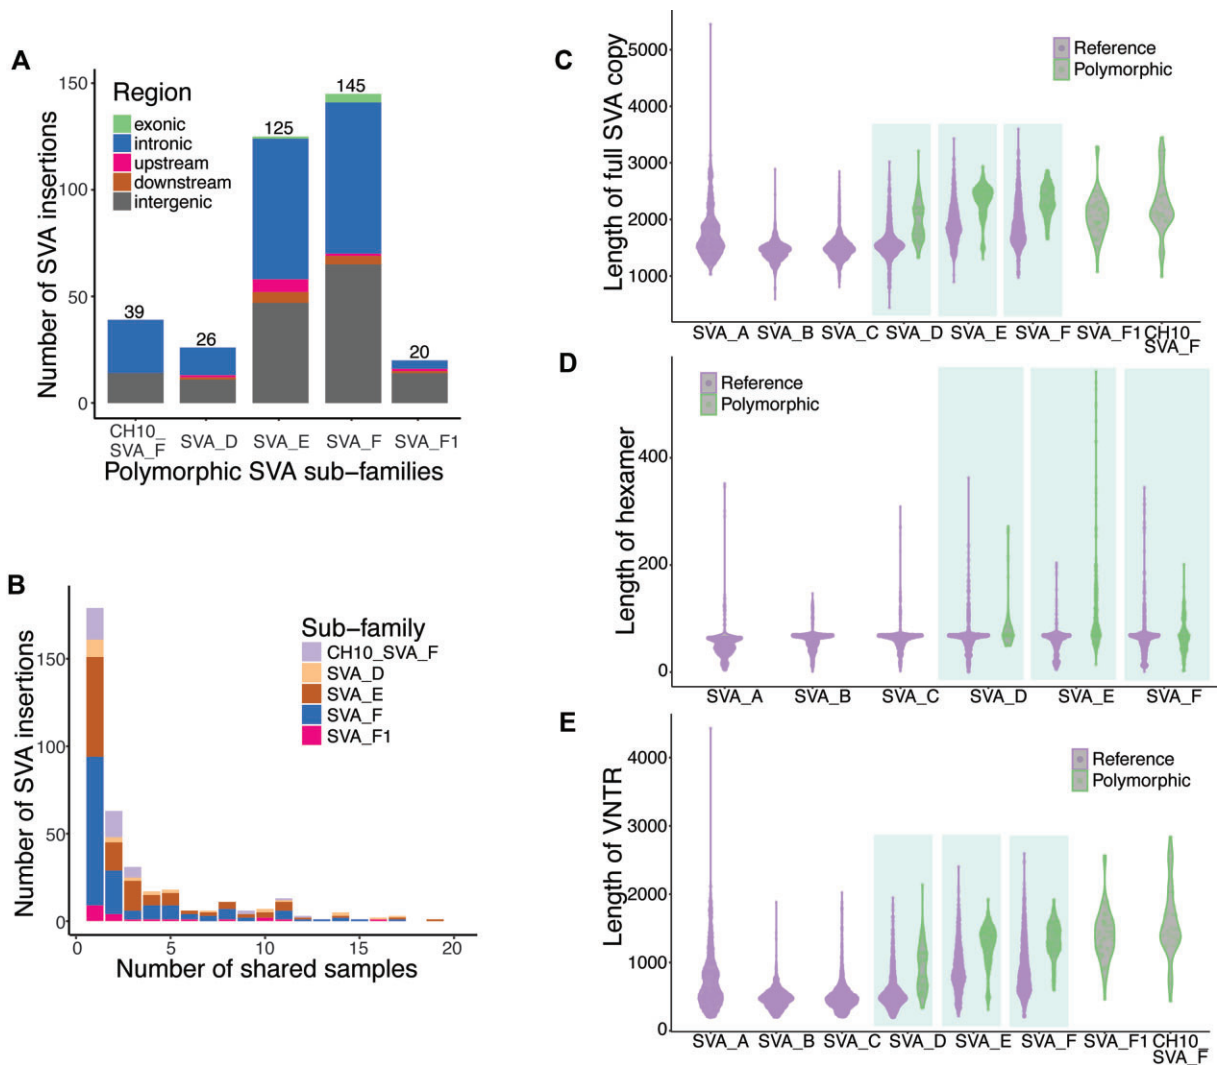 A
Number of SVA insertions
150
100
50
0
Region
exonic
intronic
upstream
downstream
intergenic
39
26
125
145
20
CH10_
SVA_F
SVA_D
SVA_E
SVA_F
SVA_F1
Polymorphic SVA sub-families
B
Number of SVA insertions
150
100
50
0
Sub-family
CH10_SVA_F
SVA_D
SVA_E
SVA_F
SVA_F1
0
5
10
15
20
Number of shared samples
C
Length of full SVA copy
5000
4000
3000
2000
1000
Reference
Polymorphic
SVA_A
SVA_B
SVA_C
SVA_D
SVA_E
SVA_F
SVA_F1
CH10_
SVA_F
D
Length of hexamer
400
200
0
Reference
Polymorphic
SVA_A
SVA_B
SVA_C
SVA_D
SVA_E
SVA_F
E
Length of VNTR
4000
3000
2000
1000
0
Reference
Polymorphic
SVA_A
SVA_B
SVA_C
SVA_D
SVA_E
SVA_F
SVA_F1
CH10_
SVA_F